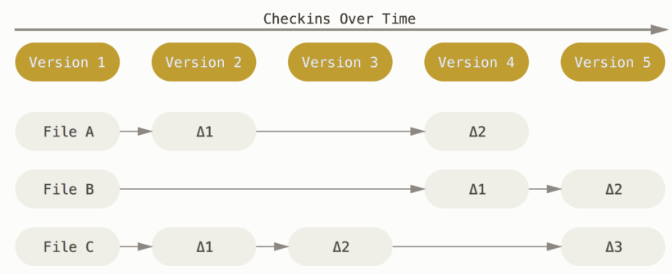 Checkins Over Time
Version 1 Version 2 Version 3 Version 4 Version 5
File A Δ1 Δ2
File B Δ1 Δ2
File C Δ1 Δ2 Δ3